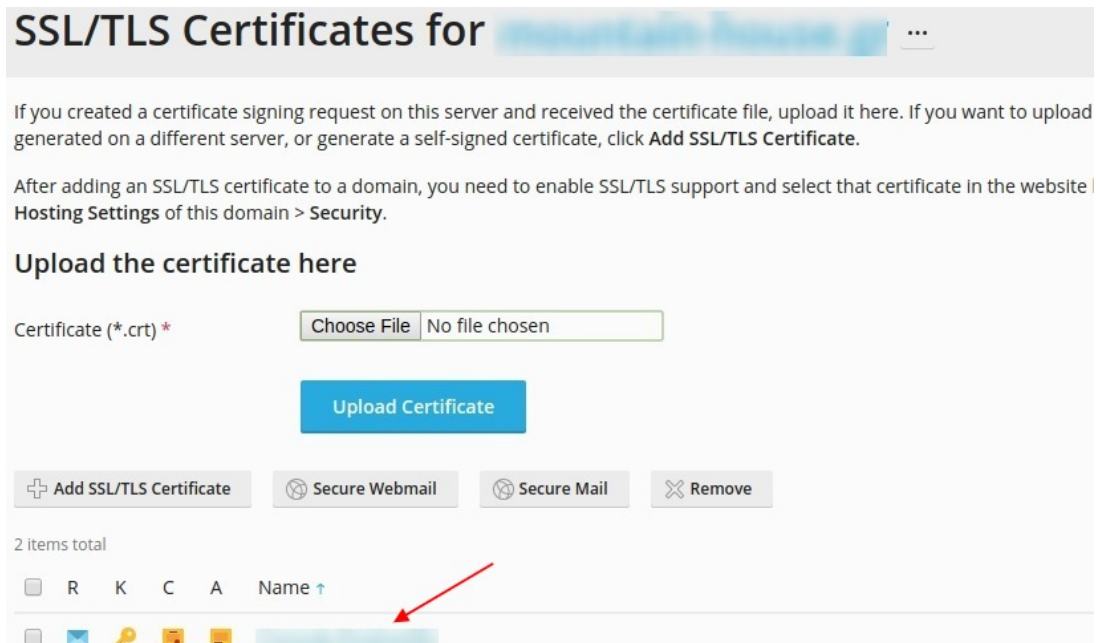 SSL/TLS Certificates for
...
If you created a certificate signing request on this server and received the certificate file, upload it here. If you want to upload
generated on a different server, or generate a self-signed certificate, click Add SSL/TLS Certificate.
After adding an SSL/TLS certificate to a domain, you need to enable SSL/TLS support and select that certificate in the website
Hosting Settings of this domain > Security.
Upload the certificate here
Certificate (*.crt) *
Choose File No file chosen
Upload Certificate
Add SSL/TLS Certificate Secure Webmail Secure Mail Remove
2 items total
R K C A Name ↑